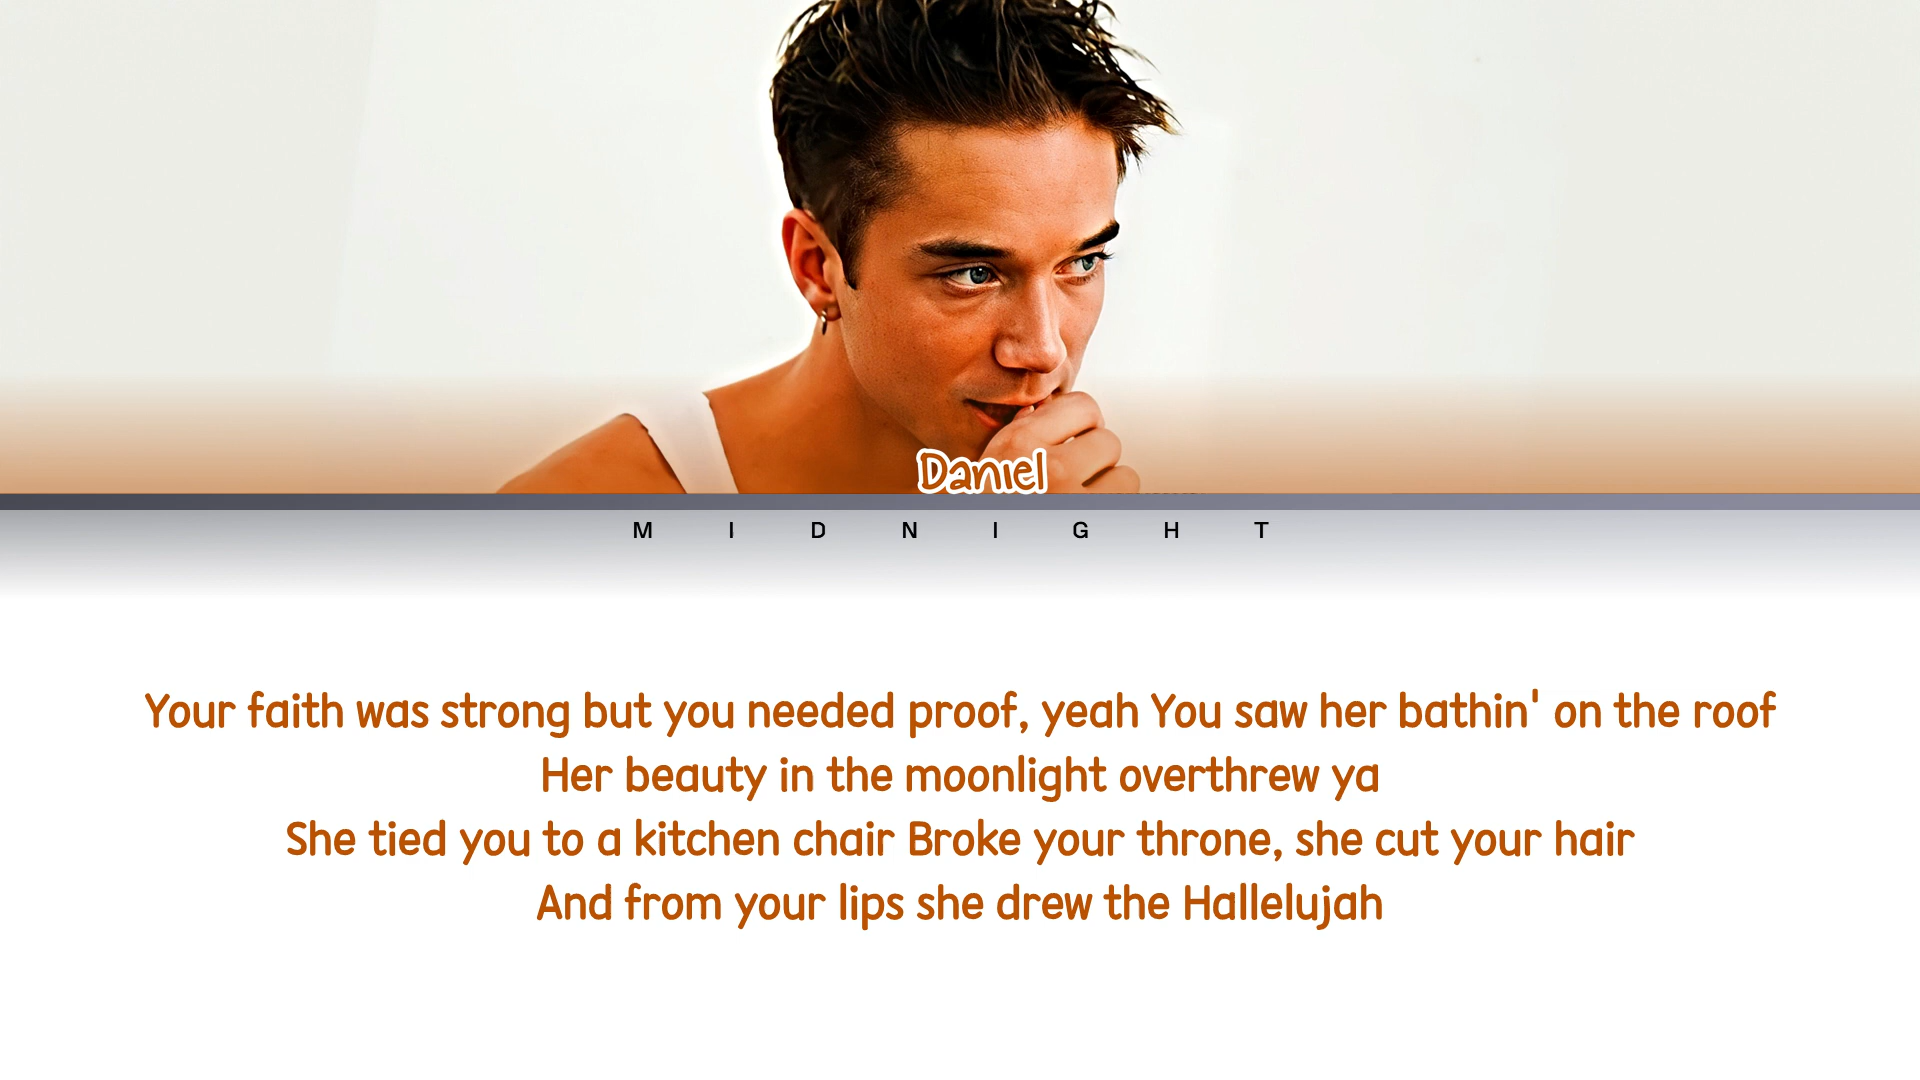 Daniel
MIDNIGHT
Your faith was strong but you needed proof, yeah You saw her bathin' on the roof
Her beauty in the moonlight overthrew ya
She tied you to a kitchen chair Broke your throne, she cut your hair
And from your lips she drew the Hallelujah